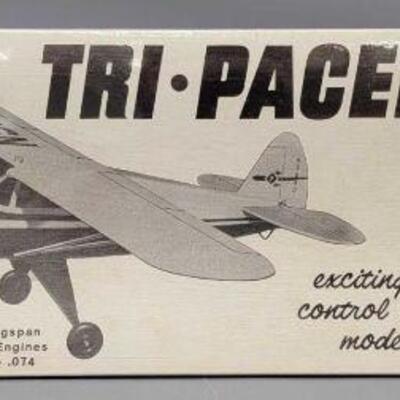 TRI•PACE
exciting
control
mode
gspan
Engines
.074